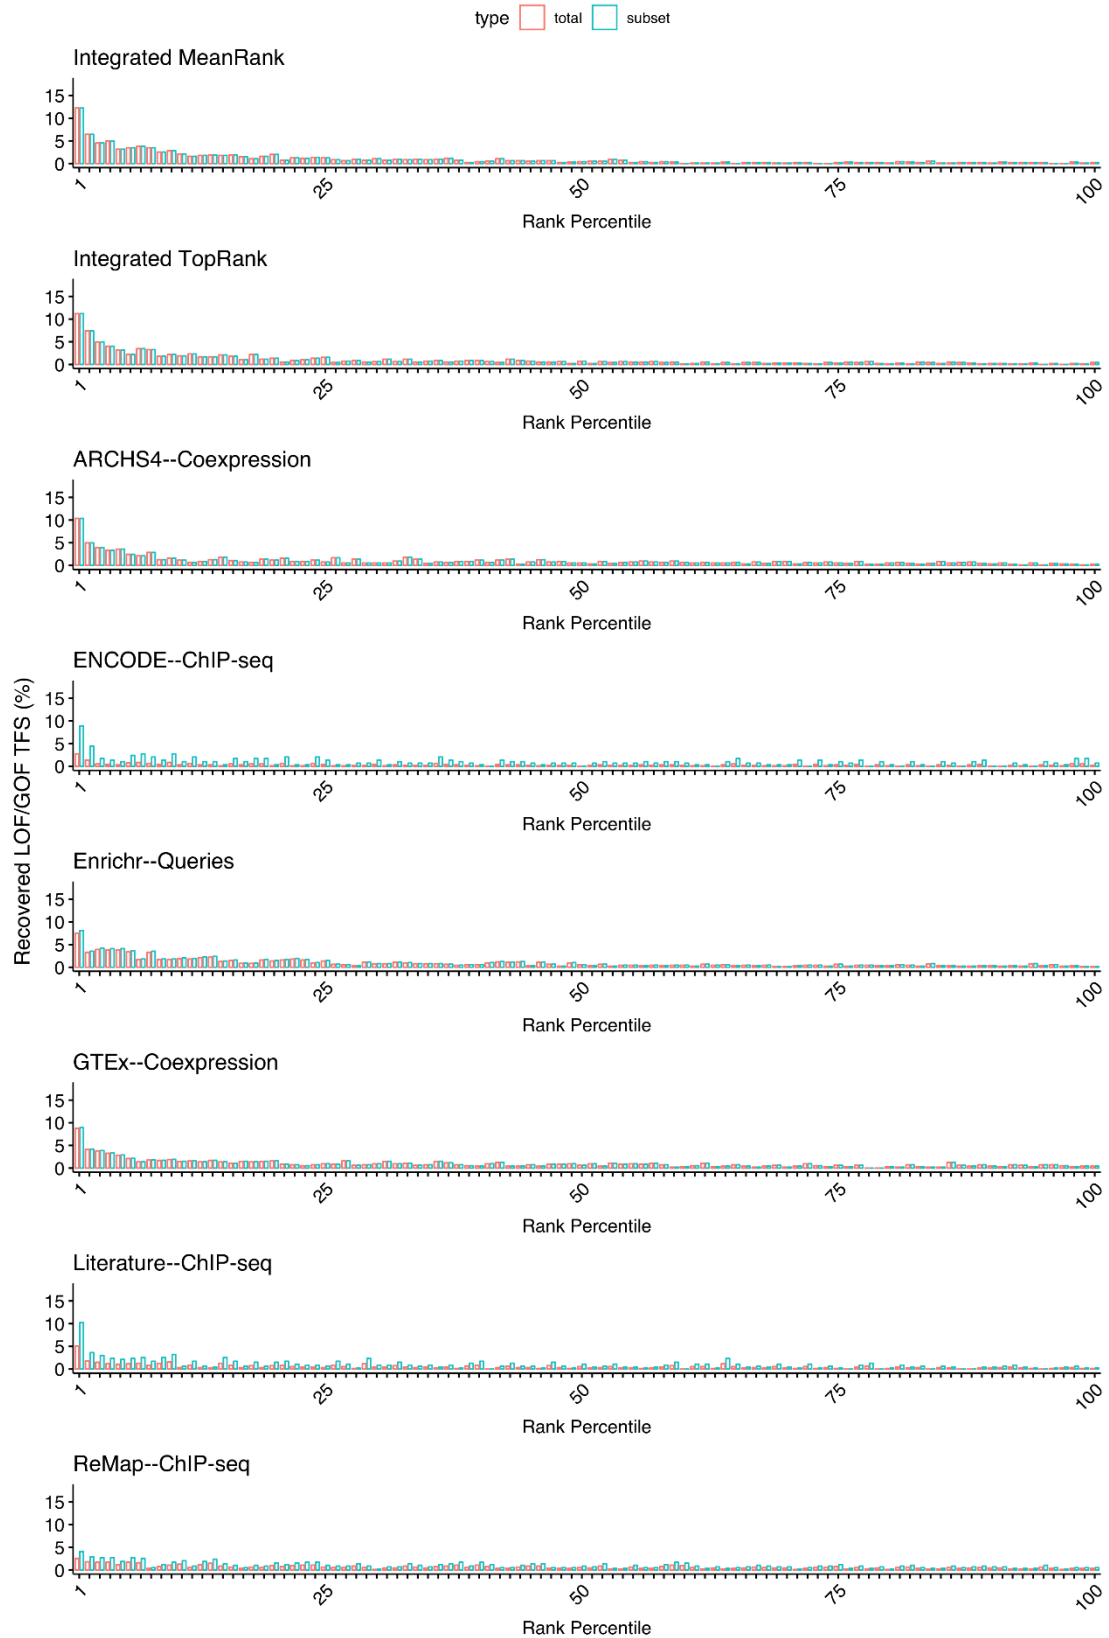 type total subset
Integrated MeanRank
15
10
5
0
1 25 50 75 100
Rank Percentile
Integrated TopRank
15
10
5
0
1 25 50 75 100
Rank Percentile
ARCHS4--Coexpression
15
10
5
0
1 25 50 75 100
Rank Percentile
Recovered LOF/GOF TFS (%)
ENCODE--ChIP-seq
15
10
5
0
1 25 50 75 100
Rank Percentile
Enrichr--Queries
15
10
5
0
1 25 50 75 100
Rank Percentile
GTEx--Coexpression
15
10
5
0
1 25 50 75 100
Rank Percentile
Literature--ChIP-seq
15
10
5
0
1 25 50 75 100
Rank Percentile
ReMap--ChIP-seq
15
10
5
0
1 25 50 75 100
Rank Percentile